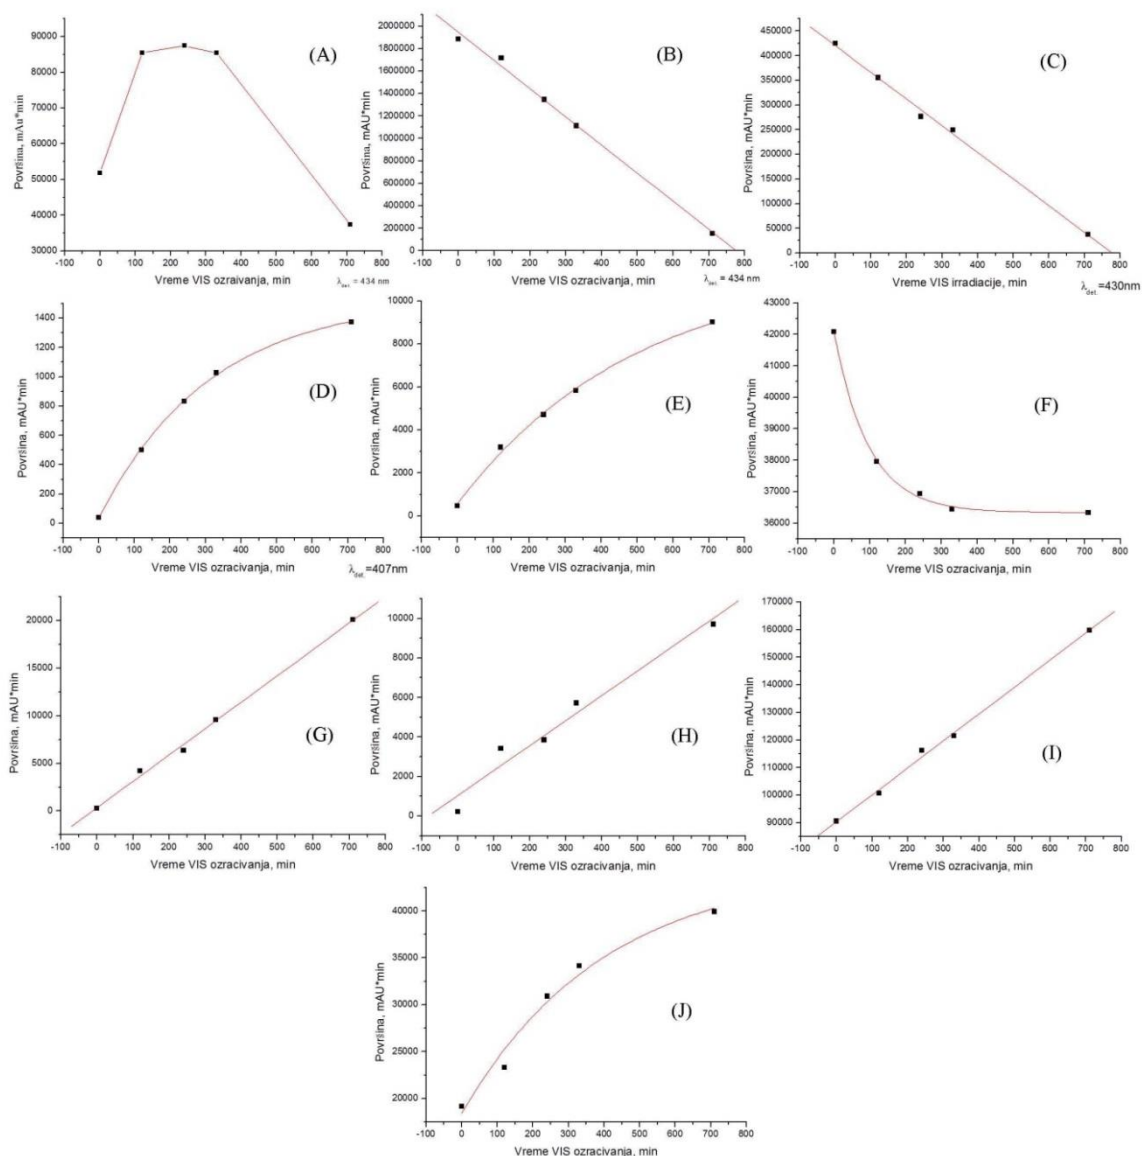 (A)
Površina, mAu*min
90000
80000
70000
60000
50000
40000
30000
-100 0 100 200 300 400 500 600 700 800
Vreme VIS ozraivanja, min
λdet. = 434 nm
(B)
Površina, mAU*min
2000000
1800000
1600000
1400000
1200000
1000000
800000
600000
400000
200000
0
-100 0 100 200 300 400 500 600 700 800
Vreme VIS ozraivanja, min
λdet. = 434 nm
(C)
Površina, mAU*min
450000
400000
350000
300000
250000
200000
150000
100000
50000
0
-100 0 100 200 300 400 500 600 700 800
Vreme VIS irradiacije, min
λdet.=430nm
(D)
Površina, mAU*min
1400
1200
1000
800
600
400
200
0
-100 0 100 200 300 400 500 600 700 800
Vreme VIS ozracivanja, min
λdet.=407nm
(E)
Površina, mAu*min
10000
8000
6000
4000
2000
0
-100 0 100 200 300 400 500 600 700 800
Vreme VIS ozracivanja, min
(F)
Površina, mAU*min
43000
42000
41000
40000
39000
38000
37000
36000
-100 0 100 200 300 400 500 600 700 800
Vreme VIS ozracivanja, min
(G)
Površina, mAU*min
20000
15000
10000
5000
0
-100 0 100 200 300 400 500 600 700 800
Vreme VIS ozracivanja, min
(H)
Površina, mAU*min
10000
8000
6000
4000
2000
0
-100 0 100 200 300 400 500 600 700 800
Vreme VIS ozracivanja, min
(I)
Površina, mAU*min
170000
160000
150000
140000
130000
120000
110000
100000
90000
-100 0 100 200 300 400 500 600 700 800
Vreme VIS ozracivanja, min
(J)
Površina, mAU*min
40000
35000
30000
25000
20000
-100 0 100 200 300 400 500 600 700 800
Vreme VIS ozracivanja, min